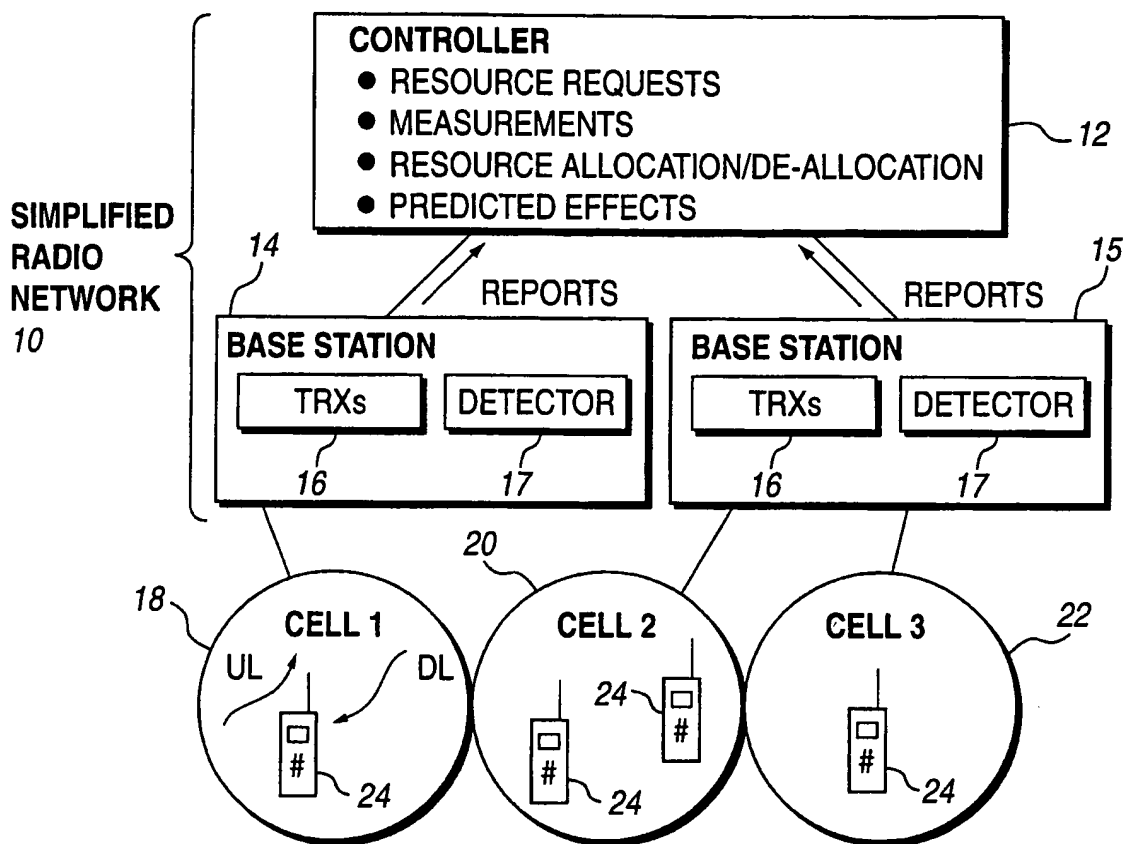 CONTROLLER
● RESOURCE REQUESTS
● MEASUREMENTS
● RESOURCE ALLOCATION/DE-ALLOCATION
● PREDICTED EFFECTS
12
SIMPLIFIED
RADIO
NETWORK
10
14
REPORTS
BASE STATION
TRXs
DETECTOR
16
17
15
REPORTS
BASE STATION
TRXs
DETECTOR
16
17
18
CELL 1
UL
DL
#
24
20
CELL 2
#
24
24
#
CELL 3
22
#
24